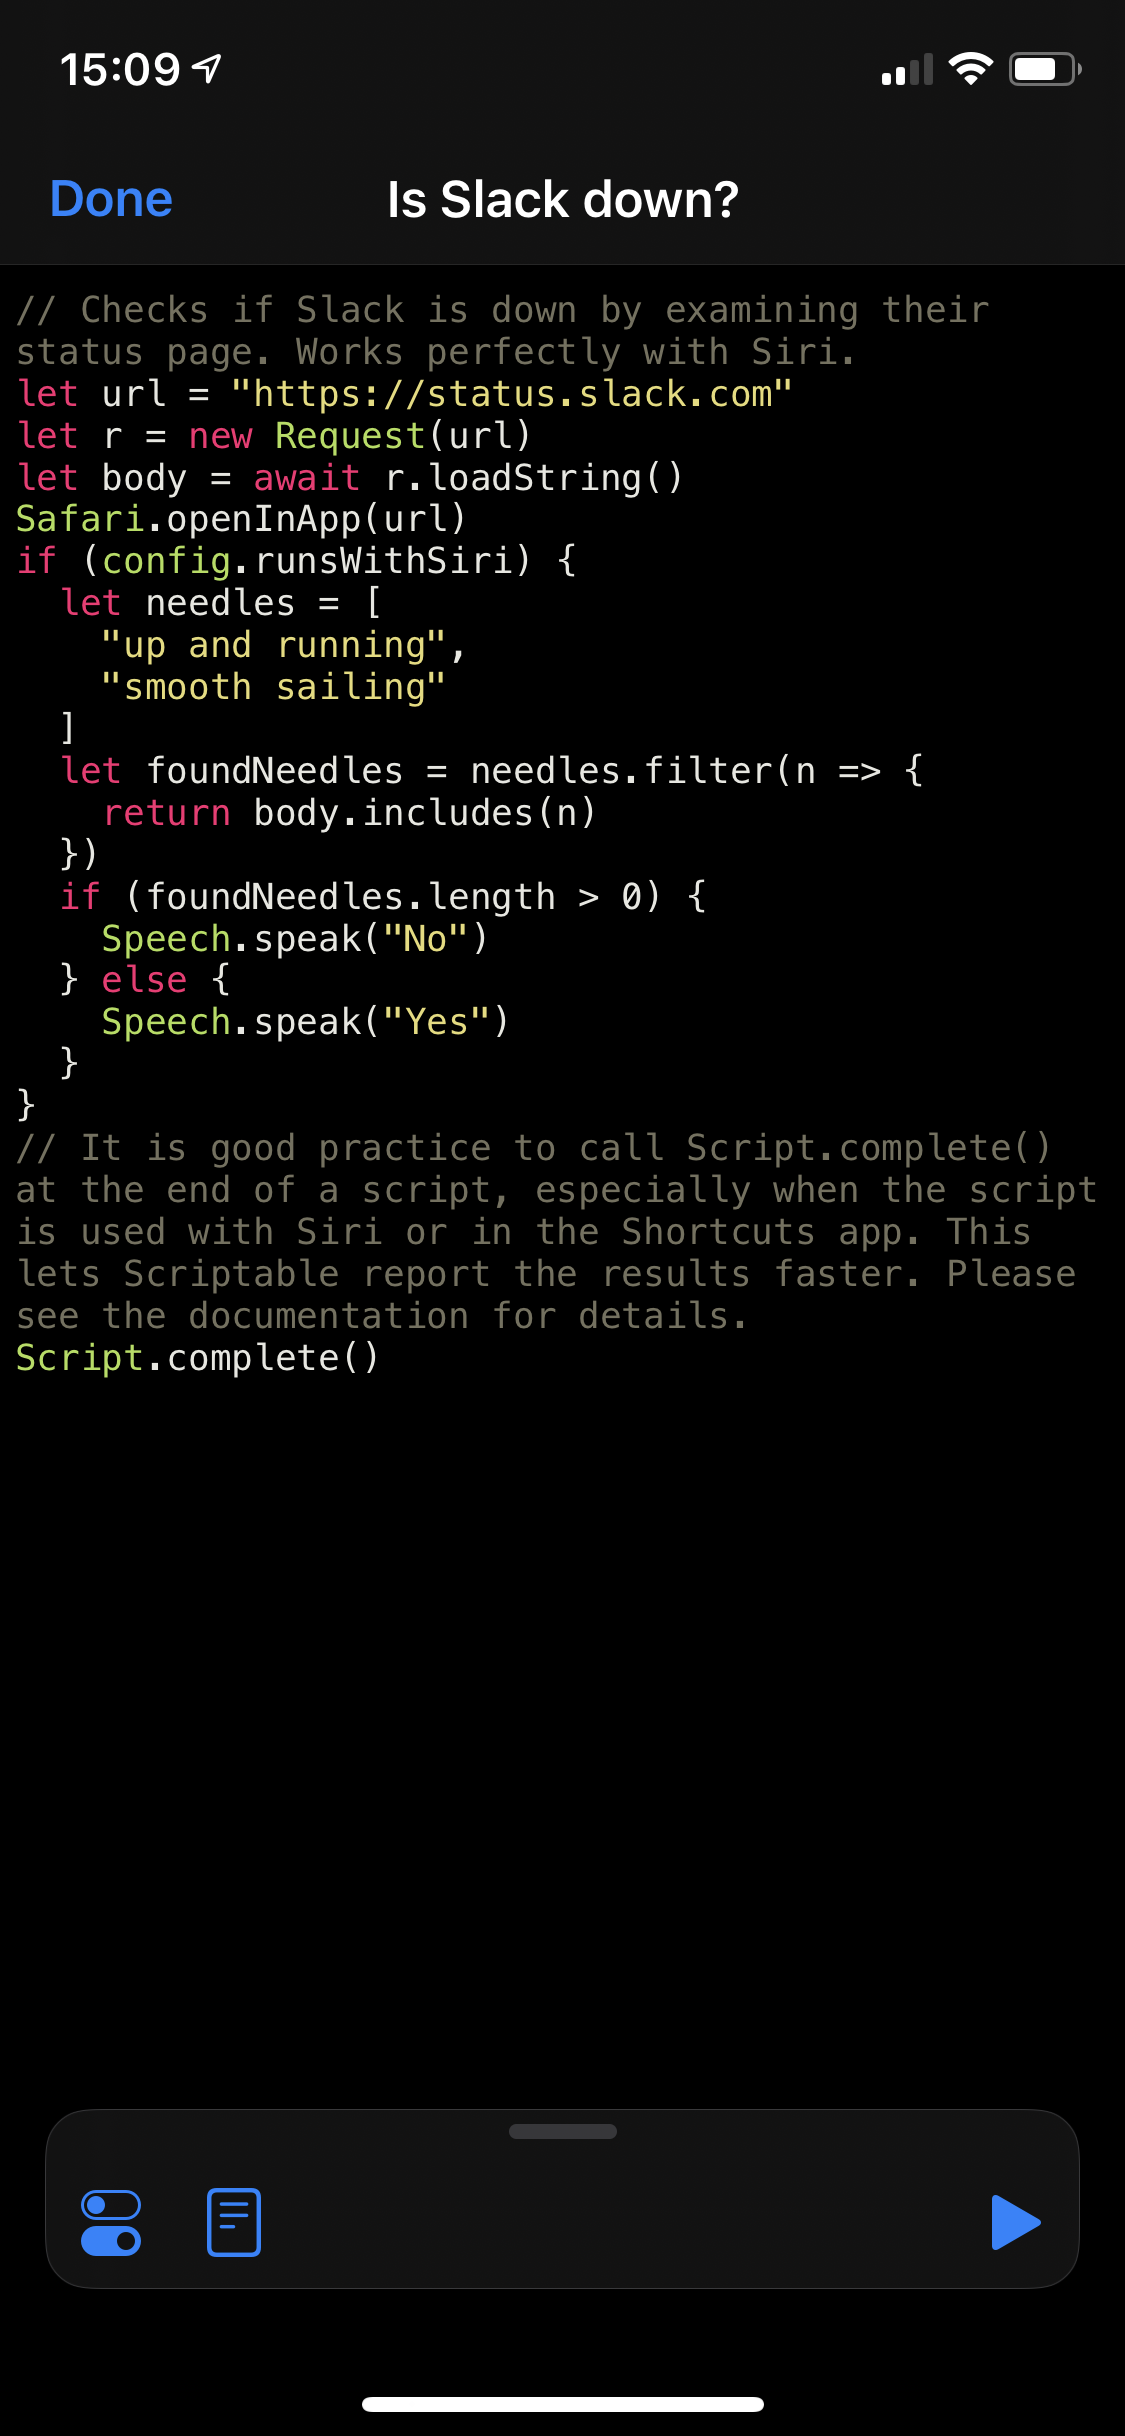 15:09
Done
Is Slack down?
// Checks if Slack is down by examining their
status page. Works perfectly with Siri.
let url = "https://status.slack.com"
let r = new Request(url)
let body = await r.loadString()
Safari.openInApp(url)
if (config.runsWithSiri) {
  let needles = [
    "up and running",
    "smooth sailing"
  ]
  let foundNeedles = needles.filter(n => {
    return body.includes(n)
  })
  if (foundNeedles.length > 0) {
    Speech.speak("No")
  } else {
    Speech.speak("Yes")
  }
}
// It is good practice to call Script.complete()
at the end of a script, especially when the script
is used with Siri or in the Shortcuts app. This
lets Scriptable report the results faster. Please
see the documentation for details.
Script.complete()